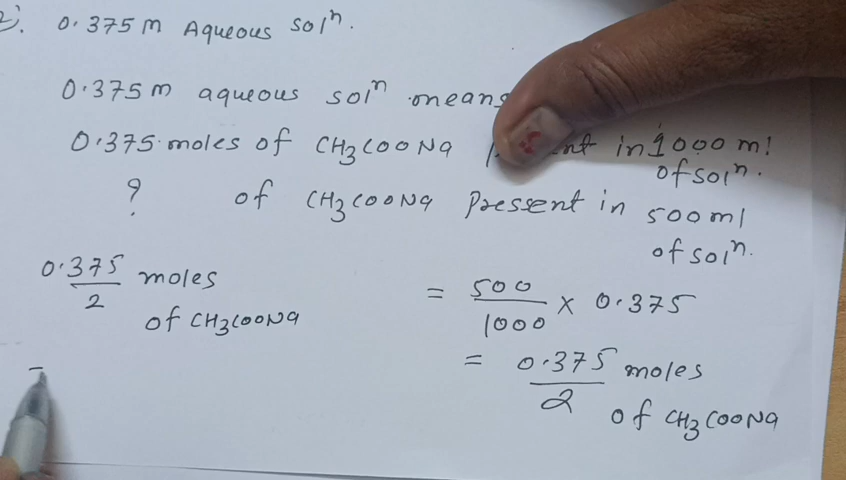 2). 0.375 M Aqueous solⁿ.
0.375 m aqueous solⁿ means
0.375 moles of CH3COONa in 1000 ml
of solⁿ.
? of CH3COONa Pressent in 500 ml
of solⁿ.
0.375/2 moles
of CH3COONa
= 500/1000 × 0.375
= 0.375/2 moles
of CH3COONa